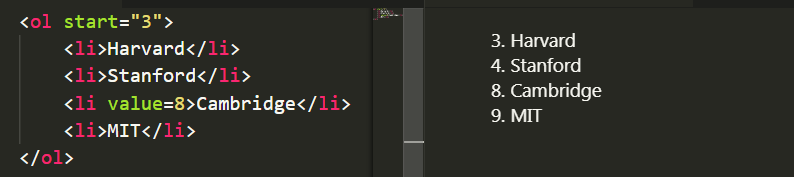 <ol start="3">
<li>Harvard</li>
<li>Stanford</li>
<li value=8>Cambridge</li>
<li>MIT</li>
</ol>
3. Harvard
4. Stanford
8. Cambridge
9. MIT